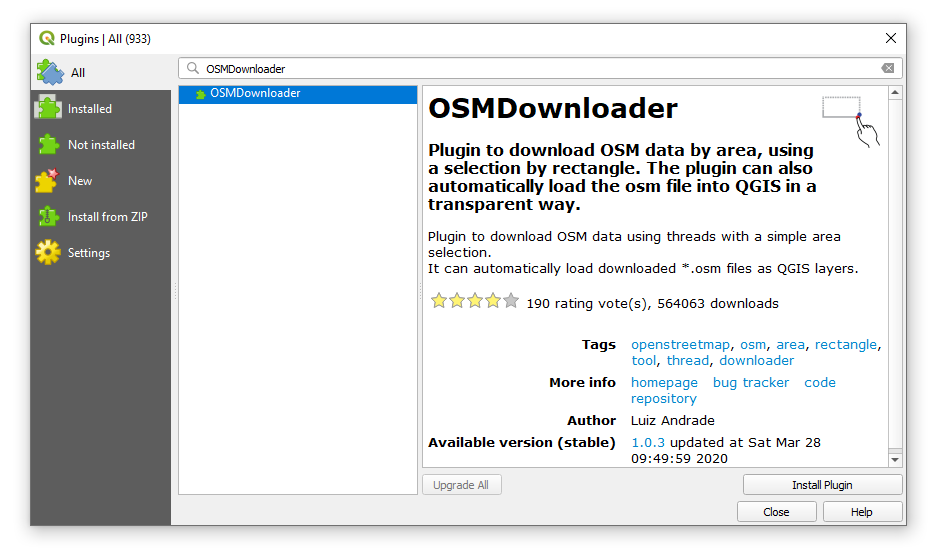 Plugins | All (933)
All
OSMDownloader
Installed
Not installed
New
Install from ZIP
Settings
OSMDownloader
OSMDownloader
Plugin to download OSM data by area, using
a selection by rectangle. The plugin can also
automatically load the osm file into QGIS in a
transparent way.
Plugin to download OSM data using threads with a simple area
selection.
It can automatically load downloaded *.osm files as QGIS layers.
190 rating vote(s), 564063 downloads
Tags openstreetmap, osm, area, rectangle,
tool, thread, downloader
More info homepage bug tracker code
repository
Author Luiz Andrade
Available version (stable) 1.0.3 updated at Sat Mar 28
09:49:59 2020
Upgrade All
Install Plugin
Close
Help